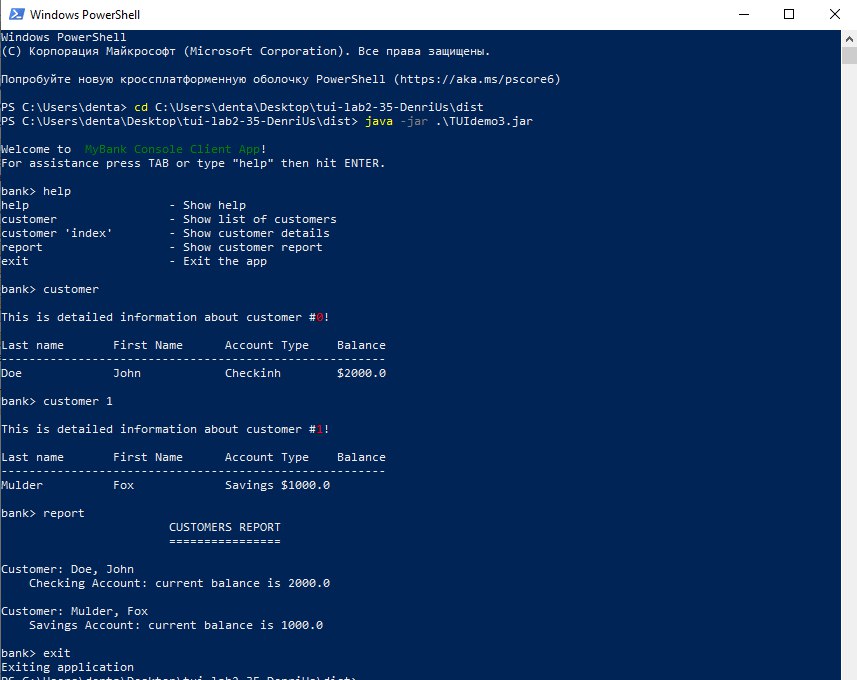 Windows PowerShell
Windows PowerShell
(C) Корпорация Майкрософт (Microsoft Corporation). Все права защищены.
Попробуйте новую кроссплатформенную оболочку PowerShell (https://aka.ms/pscore6)
PS C:\Users\denta> cd C:\Users\denta\Desktop\tui-lab2-35-DenriUs\dist
PS C:\Users\denta\Desktop\tui-lab2-35-DenriUs\dist> java -jar .\TUIdemo3.jar
Welcome to  MyBank Console Client App!
For assistance press TAB or type "help" then hit ENTER.
bank> help
help                    - Show help
customer                - Show list of customers
customer 'index'        - Show customer details
report                  - Show customer report
exit                    - Exit the app
bank> customer
This is detailed information about customer #0!
Last name       First Name      Account Type    Balance
-------------------------------------------------------
Doe             John            Checkinh        $2000.0
bank> customer 1
This is detailed information about customer #1!
Last name       First Name      Account Type    Balance
-------------------------------------------------------
Mulder          Fox             Savings $1000.0
bank> report
                        CUSTOMERS REPORT
                        ================
Customer: Doe, John
    Checking Account: current balance is 2000.0
Customer: Mulder, Fox
    Savings Account: current balance is 1000.0
bank> exit
Exiting application
PS C:\Users\denta\Desktop\tui-lab2-35-DenriUs\dist>